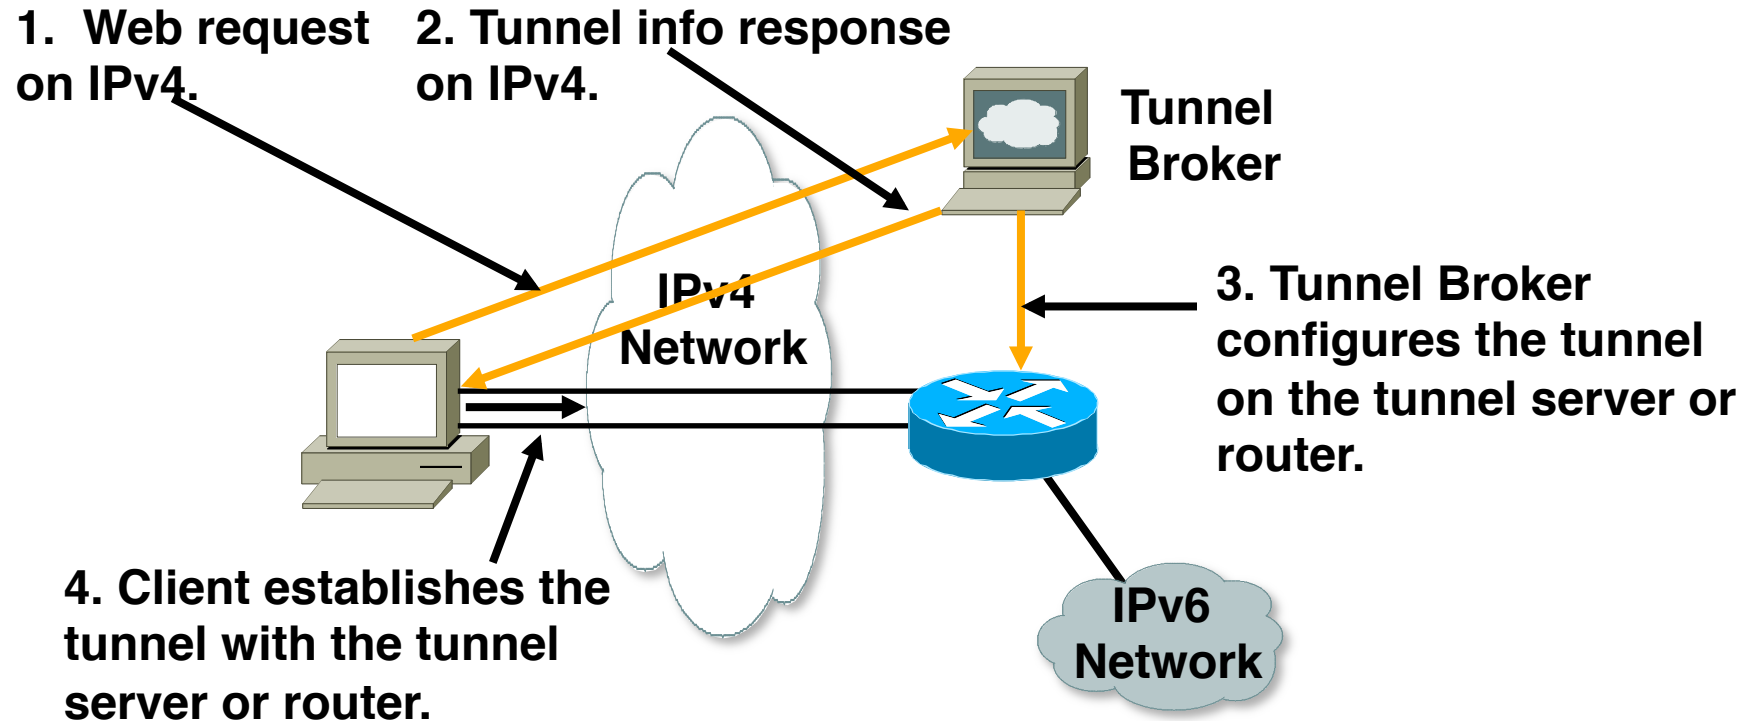 1. Web request
on IPv4.
2. Tunnel info response
on IPv4.
Tunnel
Broker
IPv4
Network
3. Tunnel Broker
configures the tunnel
on the tunnel server or
router.
4. Client establishes the
tunnel with the tunnel
server or router.
IPv6
Network